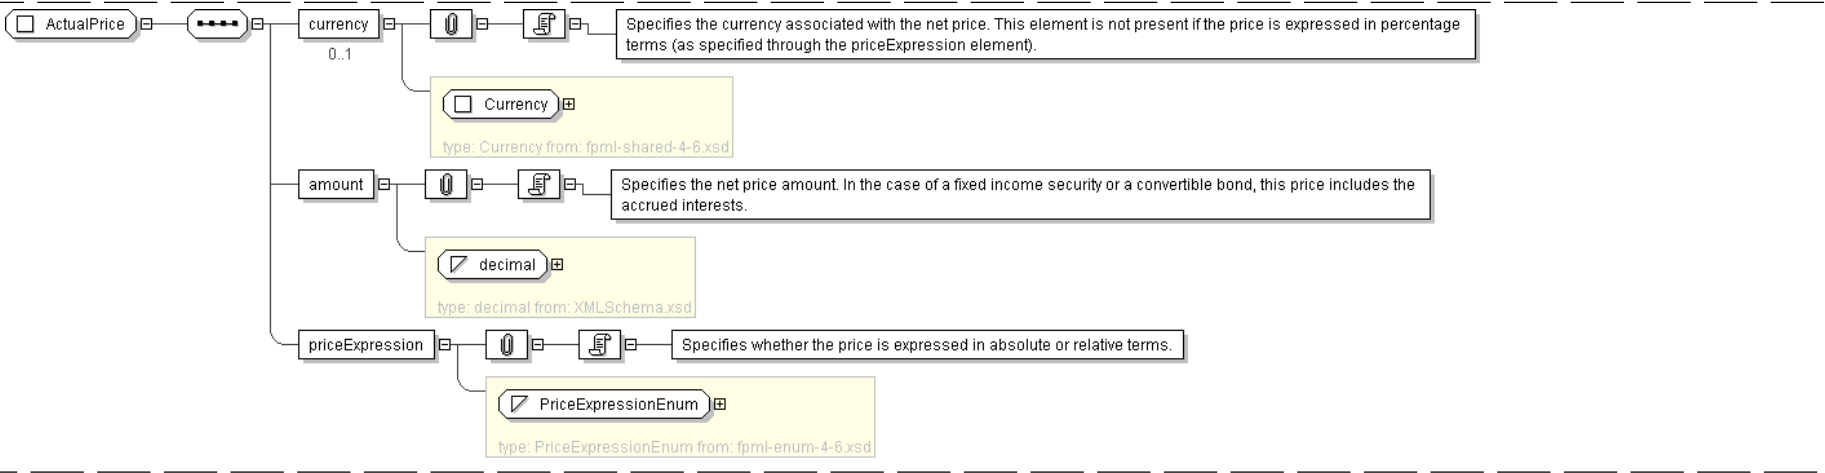 ActualPrice
currency
0..1
Specifies the currency associated with the net price. This element is not present if the price is expressed in percentage
terms (as specified through the priceExpression element).
Currency
type: Currency from: fpml-shared-4-6.xsd
amount
Specifies the net price amount. In the case of a fixed income security or a convertible bond, this price includes the
accrued interests.
decimal
type: decimal from: XMLSchema.xsd
priceExpression
Specifies whether the price is expressed in absolute or relative terms.
PriceExpressionEnum
type: PriceExpressionEnum from: fpml-enum-4-6.xsd